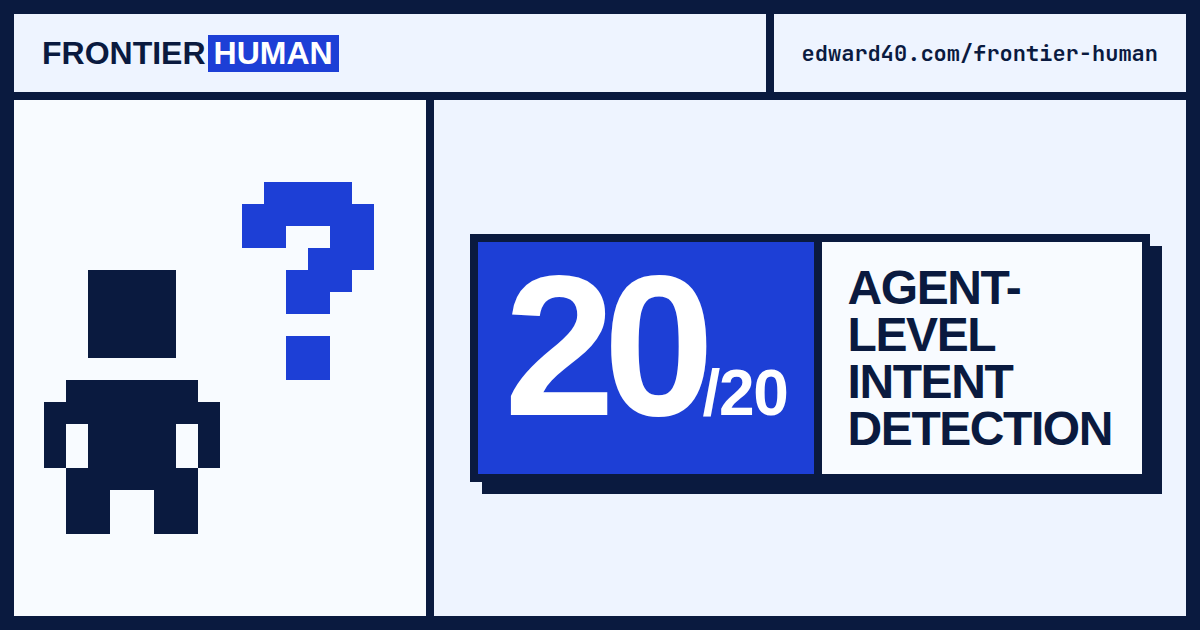 FRONTIER HUMAN
edward40.com/frontier-human
20/20
AGENT-
LEVEL
INTENT
DETECTION